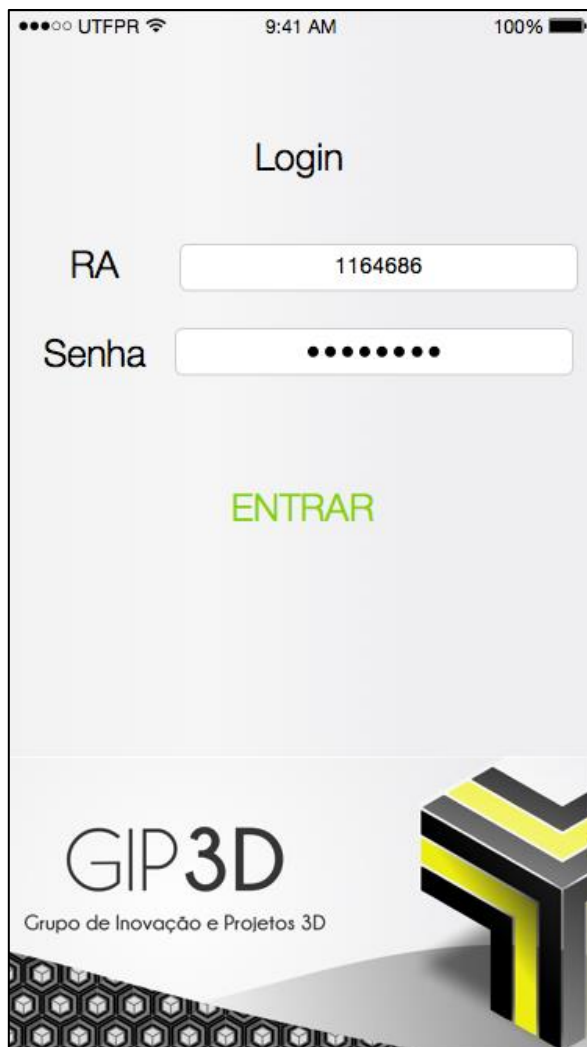 UTFPR 9:41 AM 100%
Login
RA 1164686
Senha ••••••••
ENTRAR
GIP3D
Grupo de Inovação e Projetos 3D